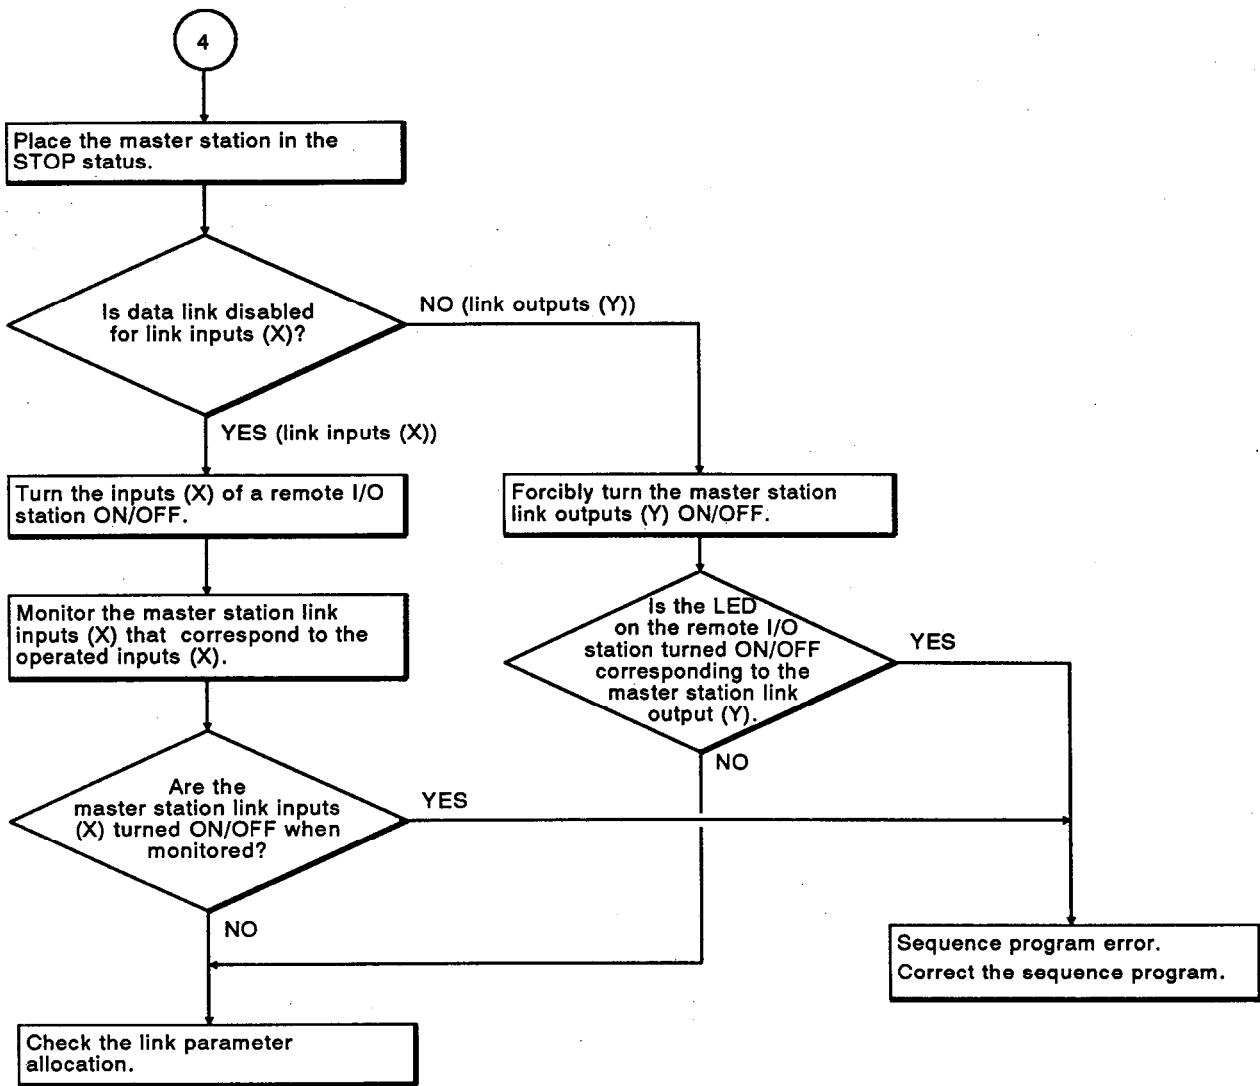 4
Place the master station in the
STOP status.
Is data link disabled
for link inputs (X)?
NO (link outputs (Y))
YES (link inputs (X))
Turn the inputs (X) of a remote I/O
station ON/OFF.
Forcibly turn the master station
link outputs (Y) ON/OFF.
Monitor the master station link
inputs (X) that correspond to the
operated inputs (X).
Is the LED
on the remote I/O
station turned ON/OFF
corresponding to the
master station link
output (Y).
YES
NO
Are the
master station link inputs
(X) turned ON/OFF when
monitored?
YES
NO
Sequence program error.
Correct the sequence program.
Check the link parameter
allocation.